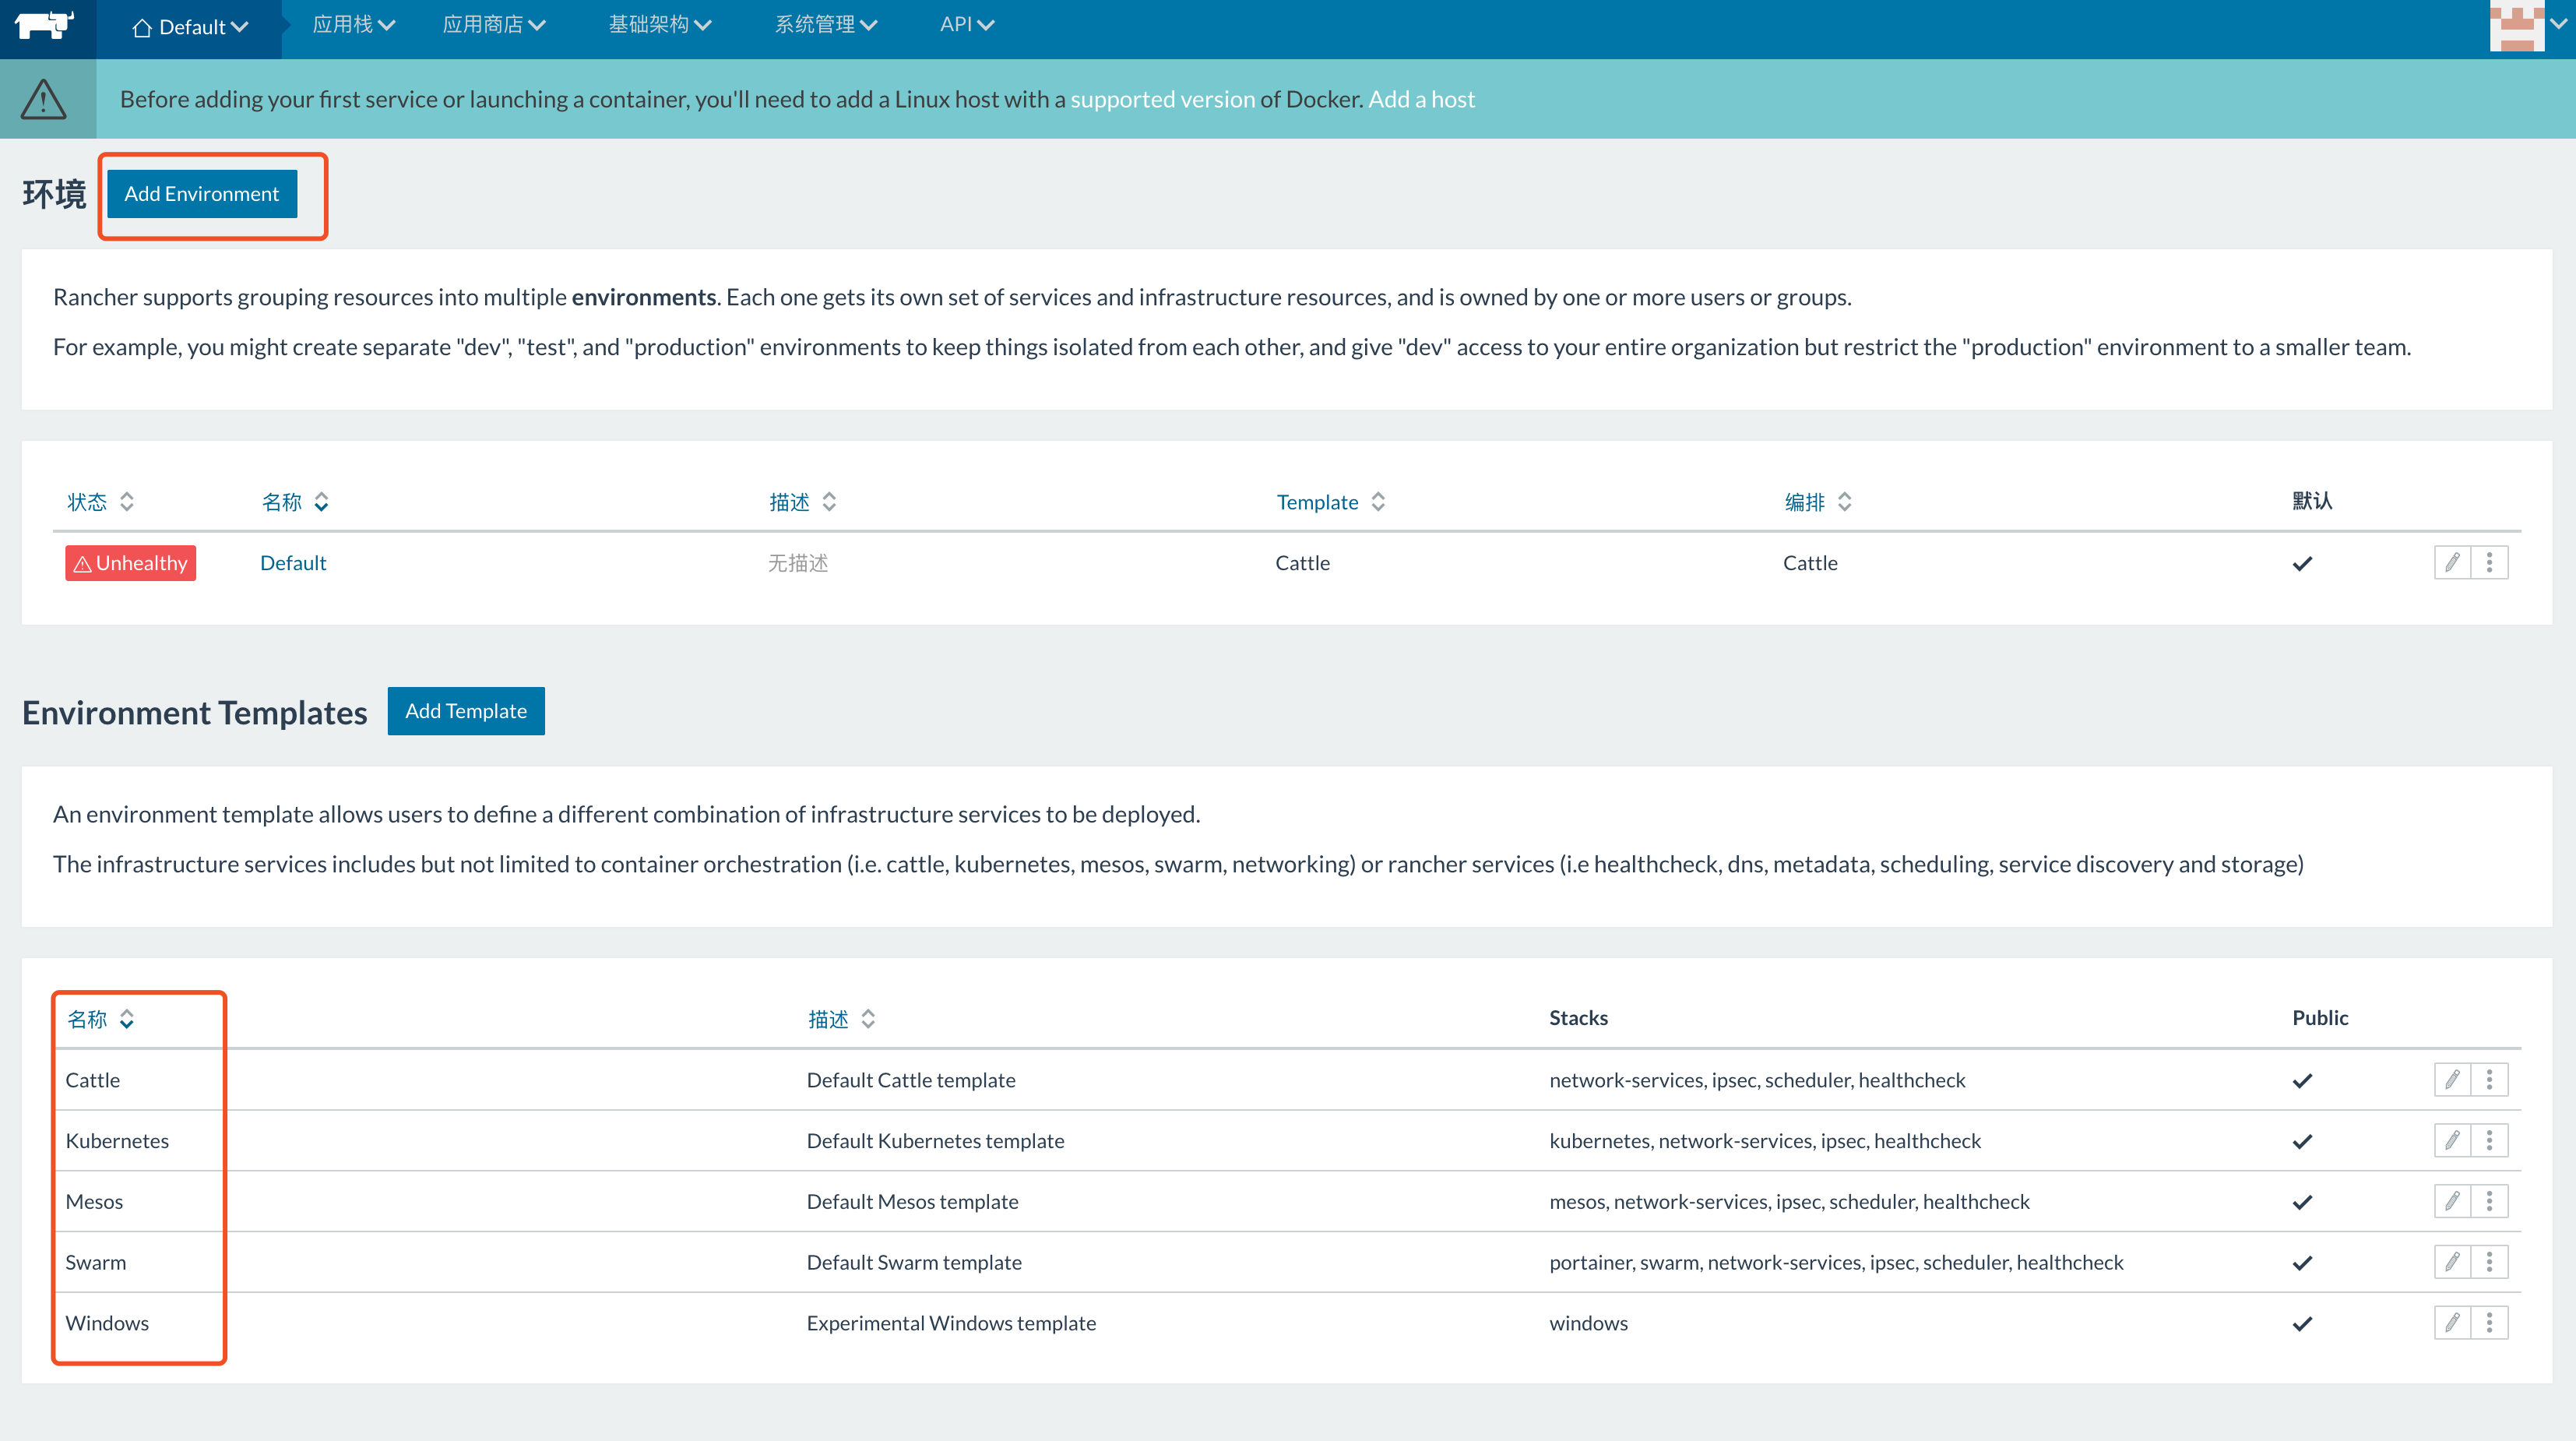 Default 应用栈 应用商店 基础架构 系统管理 API
Before adding your first service or launching a container, you'll need to add a Linux host with a supported version of Docker. Add a host
环境 Add Environment
Rancher supports grouping resources into multiple environments. Each one gets its own set of services and infrastructure resources, and is owned by one or more users or groups.
For example, you might create separate "dev", "test", and "production" environments to keep things isolated from each other, and give "dev" access to your entire organization but restrict the "production" environment to a smaller team.
状态 名称 描述 Template 编排 默认
Unhealthy Default 无描述 Cattle Cattle
Environment Templates Add Template
An environment template allows users to define a different combination of infrastructure services to be deployed.
The infrastructure services includes but not limited to container orchestration (i.e. cattle, kubernetes, mesos, swarm, networking) or rancher services (i.e healthcheck, dns, metadata, scheduling, service discovery and storage)
名称 描述 Stacks Public
Cattle Default Cattle template network-services, ipsec, scheduler, healthcheck
Kubernetes Default Kubernetes template kubernetes, network-services, ipsec, healthcheck
Mesos Default Mesos template mesos, network-services, ipsec, scheduler, healthcheck
Swarm Default Swarm template portainer, swarm, network-services, ipsec, scheduler, healthcheck
Windows Experimental Windows template windows